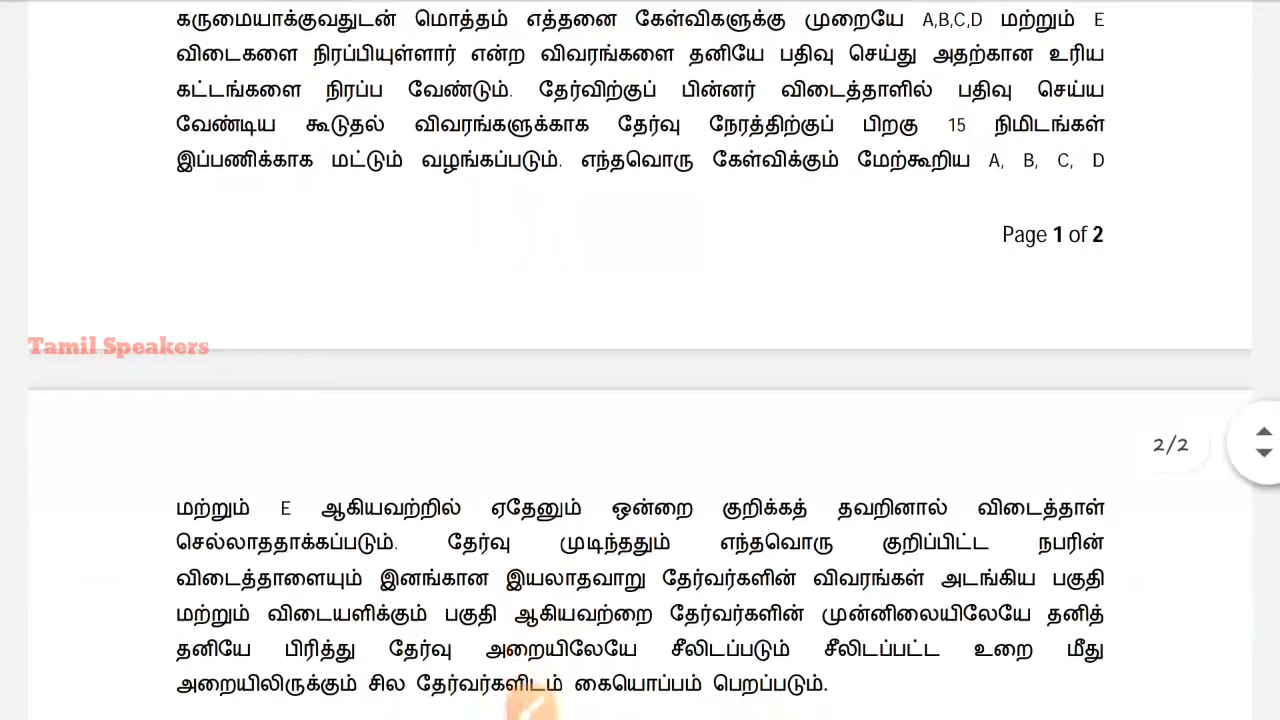 கருமையாக்குவதுடன் மொத்தம் எத்தனை கேள்விகளுக்கு முறையே A,B,C,D மற்றும் E
விடைகளை நிரப்பியுள்ளார் என்ற விவரங்களை தனியே பதிவு செய்து அதற்கான உரிய
கட்டங்களை நிரப்ப வேண்டும். தேர்விற்குப் பின்னர் விடைத்தாளில் பதிவு செய்ய
வேண்டிய கூடுதல் விவரங்களுக்காக தேர்வு நேரத்திற்குப் பிறகு 15 நிமிடங்கள்
இப்பணிக்காக மட்டும் வழங்கப்படும். எந்தவொரு கேள்விக்கும் மேற்கூறிய A, B, C, D
Page 1 of 2
Tamil Speakers
2/2
மற்றும் E ஆகியவற்றில் ஏதேனும் ஒன்றை குறிக்கத் தவறினால் விடைத்தாள்
செல்லாததாக்கப்படும். தேர்வு முடிந்ததும் எந்தவொரு குறிப்பிட்ட நபரின்
விடைத்தாளையும் இனங்கான இயலாதவாறு தேர்வர்களின் விவரங்கள் அடங்கிய பகுதி
மற்றும் விடையளிக்கும் பகுதி ஆகியவற்றை தேர்வர்களின் முன்னிலையிலேயே தனித்
தனியே பிரித்து தேர்வு அறையிலேயே சீலிடப்படும் சீலிடப்பட்ட உறை மீது
அறையிலிருக்கும் சில தேர்வர்களிடம் கையொப்பம் பெறப்படும்.